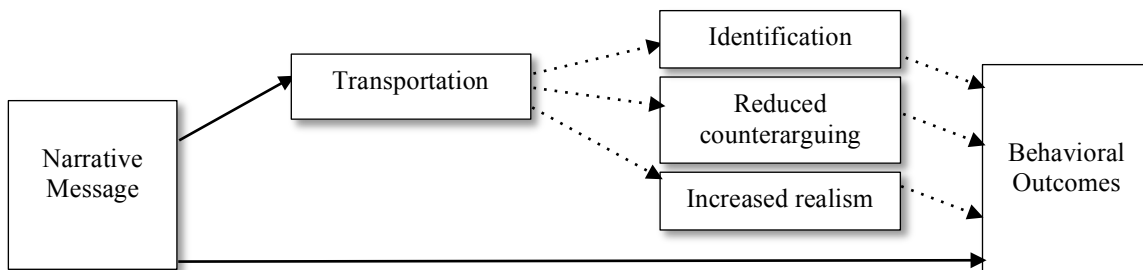 Narrative
Message
Transportation
Identification
Reduced
counterarguing
Increased realism
Behavioral
Outcomes